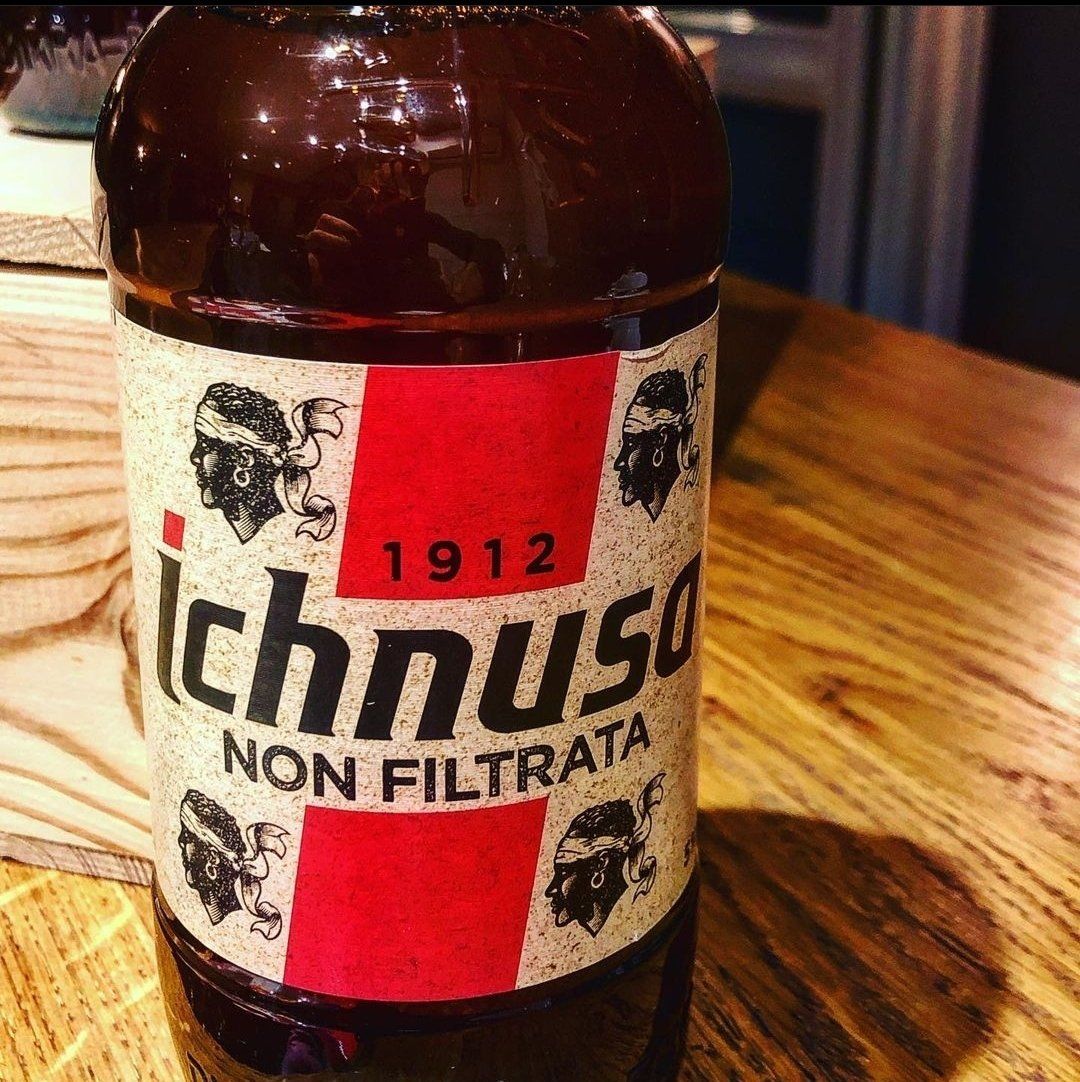 1912
ichnusa
NON FILTRATA